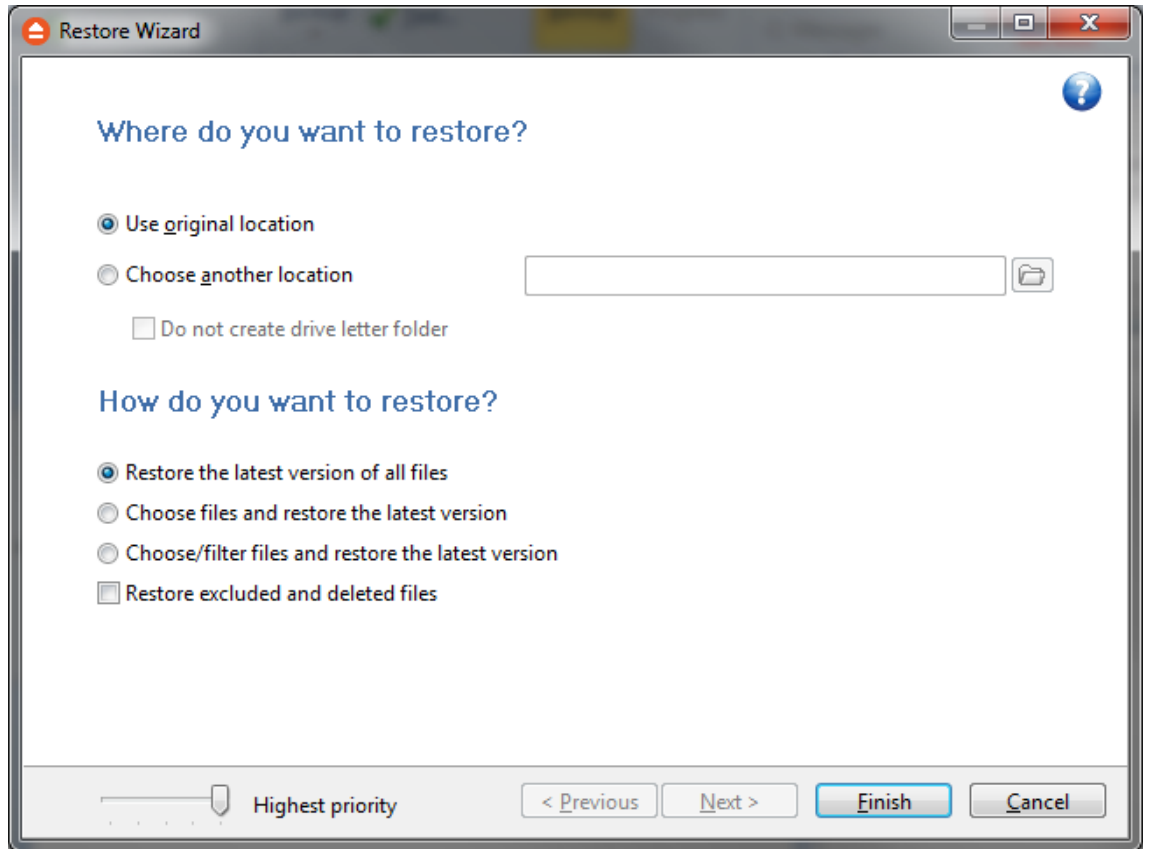 Restore Wizard
Where do you want to restore?
Use original location
Choose another location
Do not create drive letter folder
How do you want to restore?
Restore the latest version of all files
Choose files and restore the latest version
Choose/filter files and restore the latest version
Restore excluded and deleted files
Highest priority
< Previous
Next >
Finish
Cancel